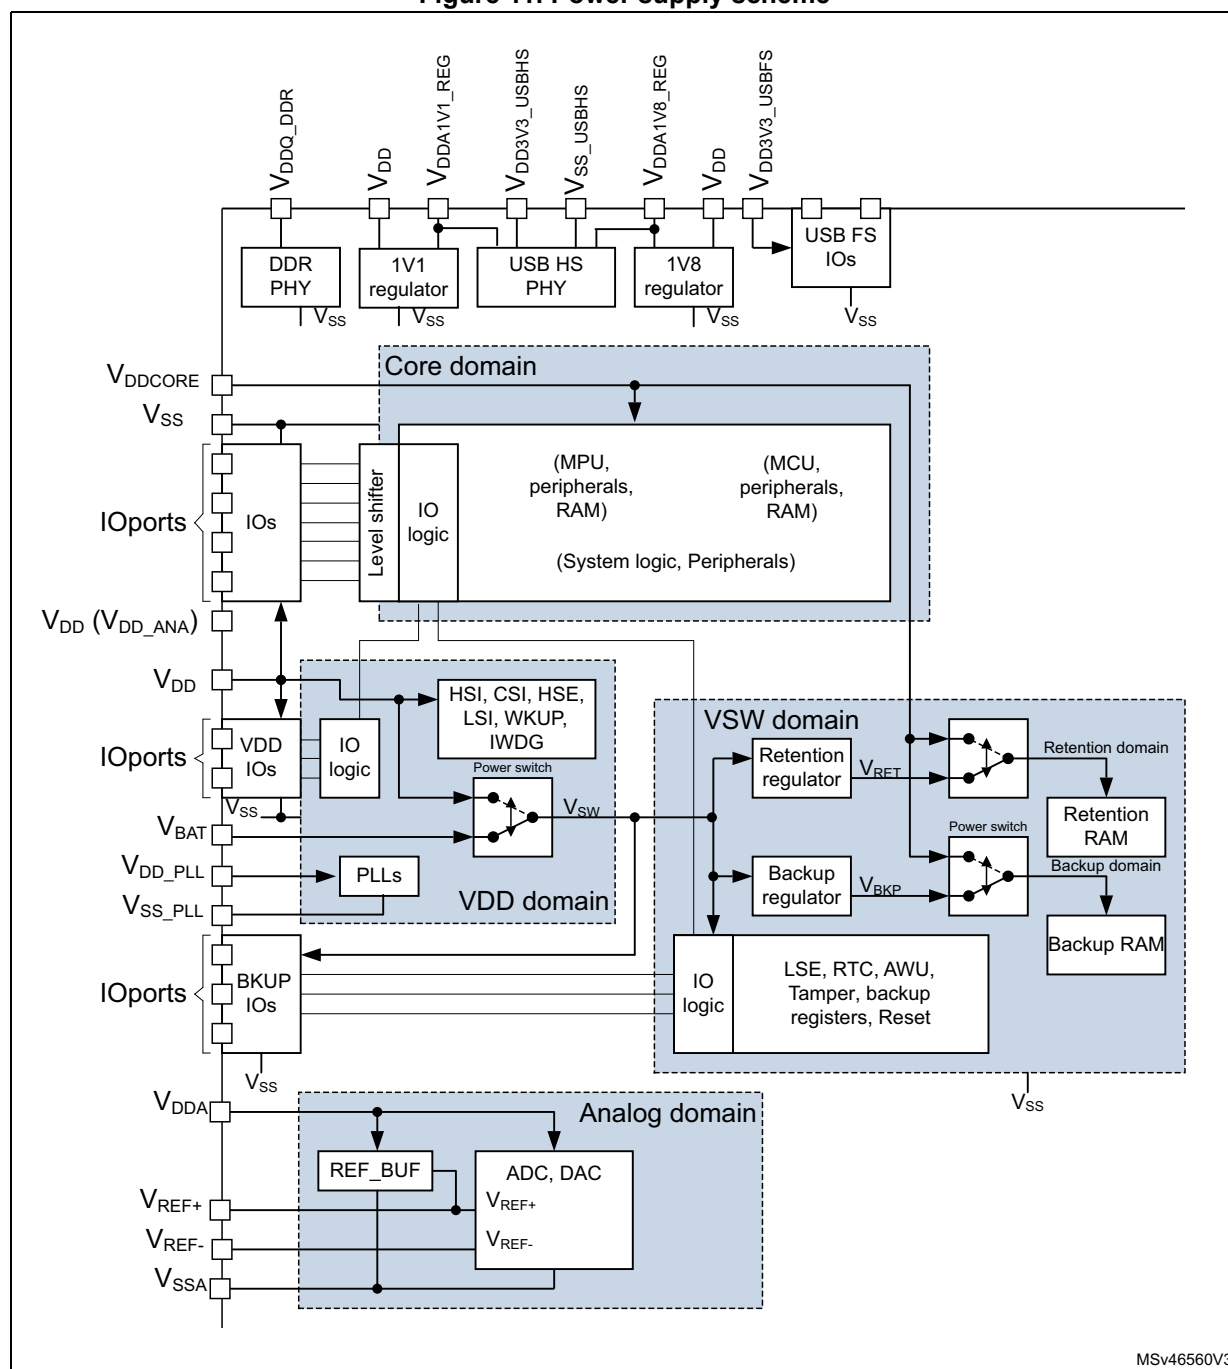 VDDQ_DDR
VDD
VDDA1V1_REG
VDD3V3_USBHS
VSS_USBHS
VDDA1V8_REG
VDD
VDD3V3_USBFS
DDR
PHY
1V1
regulator
USB HS
PHY
1V8
regulator
USB FS
IOs
VSS
VSS
VSS
VSS
Core domain
VDDCORE
VSS
IOports
IOs
Level shifter
IO
logic
(MPU,
peripherals,
RAM)
(MCU,
peripherals,
RAM)
(System logic, Peripherals)
VDD (VDD_ANA)
VDD
IOports
VDD
IOs
IO
logic
HSI, CSI, HSE,
LSI, WKUP,
IWDG
Power switch
VSW
VSS
VBAT
VDD_PLL
PLLs
VSS_PLL
VDD domain
VSW domain
Retention
regulator
VRET
Retention domain
Retention
RAM
Power switch
Backup
regulator
VBKP
Backup domain
Backup RAM
IOports
BKUP
IOs
IO
logic
LSE, RTC, AWU,
Tamper, backup
registers, Reset
VSS
VSS
VDDA
Analog domain
REF_BUF
ADC, DAC
VREF+
VREF+
VREF-
VREF-
VSSA
MSv46560V3